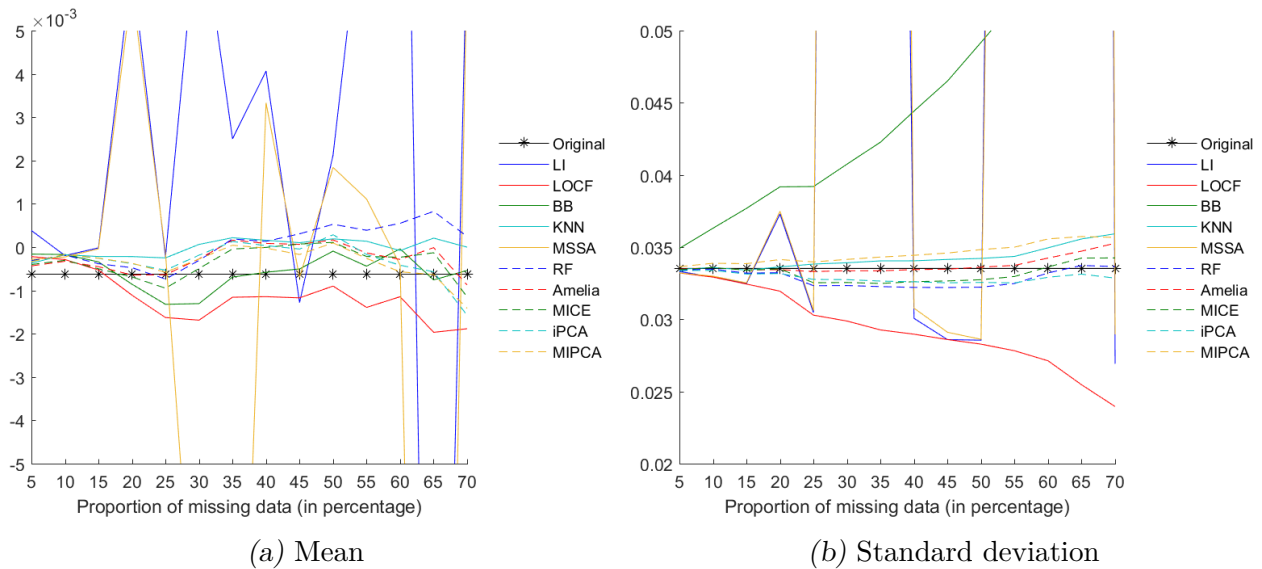 ×10⁻³
5
4
3
2
1
0
-1
-2
-3
-4
-5
5 10 15 20 25 30 35 40 45 50 55 60 65 70
Proportion of missing data (in percentage)
Original
LI
LOCF
BB
KNN
MSSA
RF
Amelia
MICE
iPCA
MIPCA
(a) Mean
0.05
0.045
0.04
0.035
0.03
0.025
0.02
5 10 15 20 25 30 35 40 45 50 55 60 65 70
Proportion of missing data (in percentage)
Original
LI
LOCF
BB
KNN
MSSA
RF
Amelia
MICE
iPCA
MIPCA
(b) Standard deviation